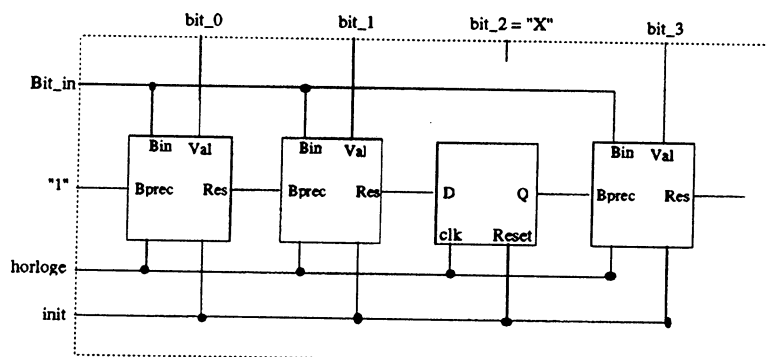 bit_0 bit_1 bit_2 = "X" bit_3
Bit_in
Bin Val Bin Val Bin Val
"1" Bprec Res Bprec Res D Q Bprec Res
clk Reset
horloge
init